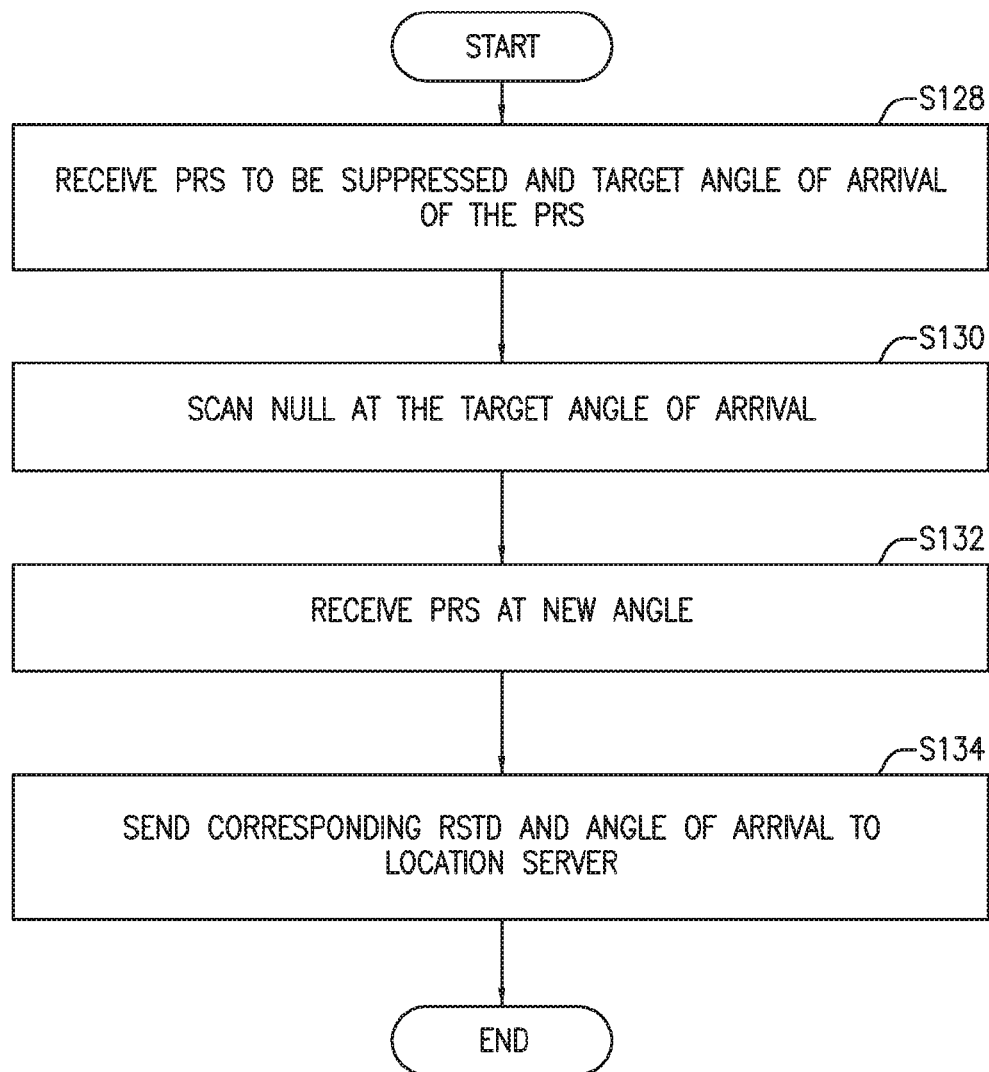 START
S128
RECEIVE PRS TO BE SUPPRESSED AND TARGET ANGLE OF ARRIVAL
OF THE PRS
S130
SCAN NULL AT THE TARGET ANGLE OF ARRIVAL
S132
RECEIVE PRS AT NEW ANGLE
S134
SEND CORRESPONDING RSTD AND ANGLE OF ARRIVAL TO
LOCATION SERVER
END